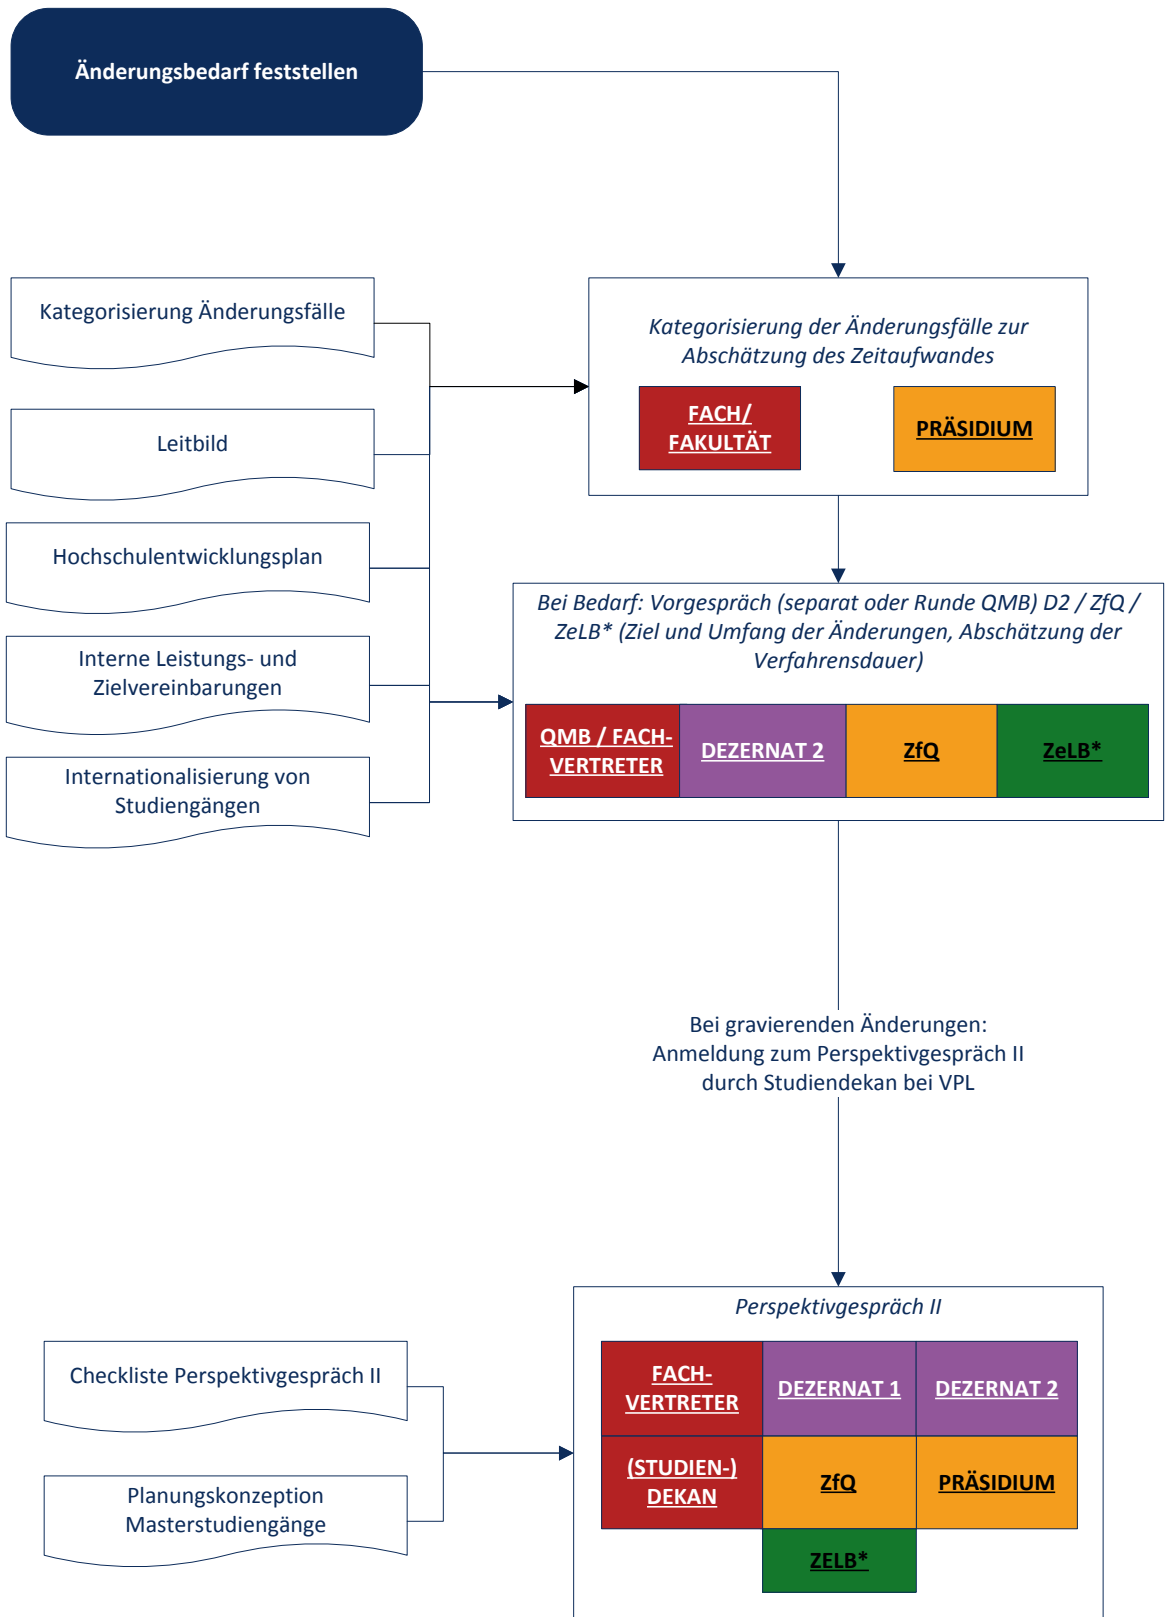 Änderungsbedarf feststellen
Kategorisierung Änderungsfälle
Leitbild
Hochschulentwicklungsplan
Interne Leistungs- und
Zielvereinbarungen
Internationalisierung von
Studiengängen
Kategorisierung der Änderungsfälle zur
Abschätzung des Zeitaufwandes
FACH/
FAKULTÄT
PRÄSIDIUM
Bei Bedarf: Vorgespräch (separat oder Runde QMB) D2 / ZfQ /
ZeLB* (Ziel und Umfang der Änderungen, Abschätzung der
Verfahrensdauer)
QMB / FACH-
VERTRETER
DEZERNAT 2
ZfQ
ZeLB*
Bei gravierenden Änderungen:
Anmeldung zum Perspektivgespräch II
durch Studiendekan bei VPL
Checkliste Perspektivgespräch II
Planungskonzeption
Masterstudiengänge
Perspektivgespräch II
FACH-
VERTRETER
DEZERNAT 1
DEZERNAT 2
(STUDIEN-)
DEKAN
ZfQ
PRÄSIDIUM
ZELB*